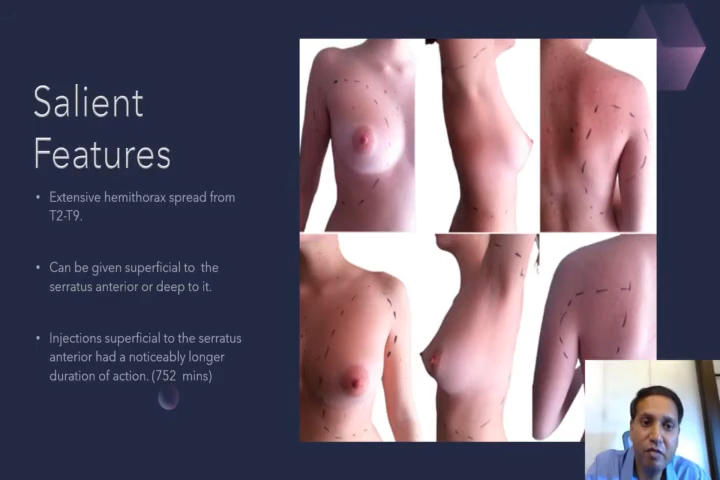 Salient
Features
• Extensive hemithorax spread from
T2-T9.
• Can be given superficial to the
serratus anterior or deep to it.
• Injections superficial to the serratus
anterior had a noticeably longer
duration of action. (752 mins)